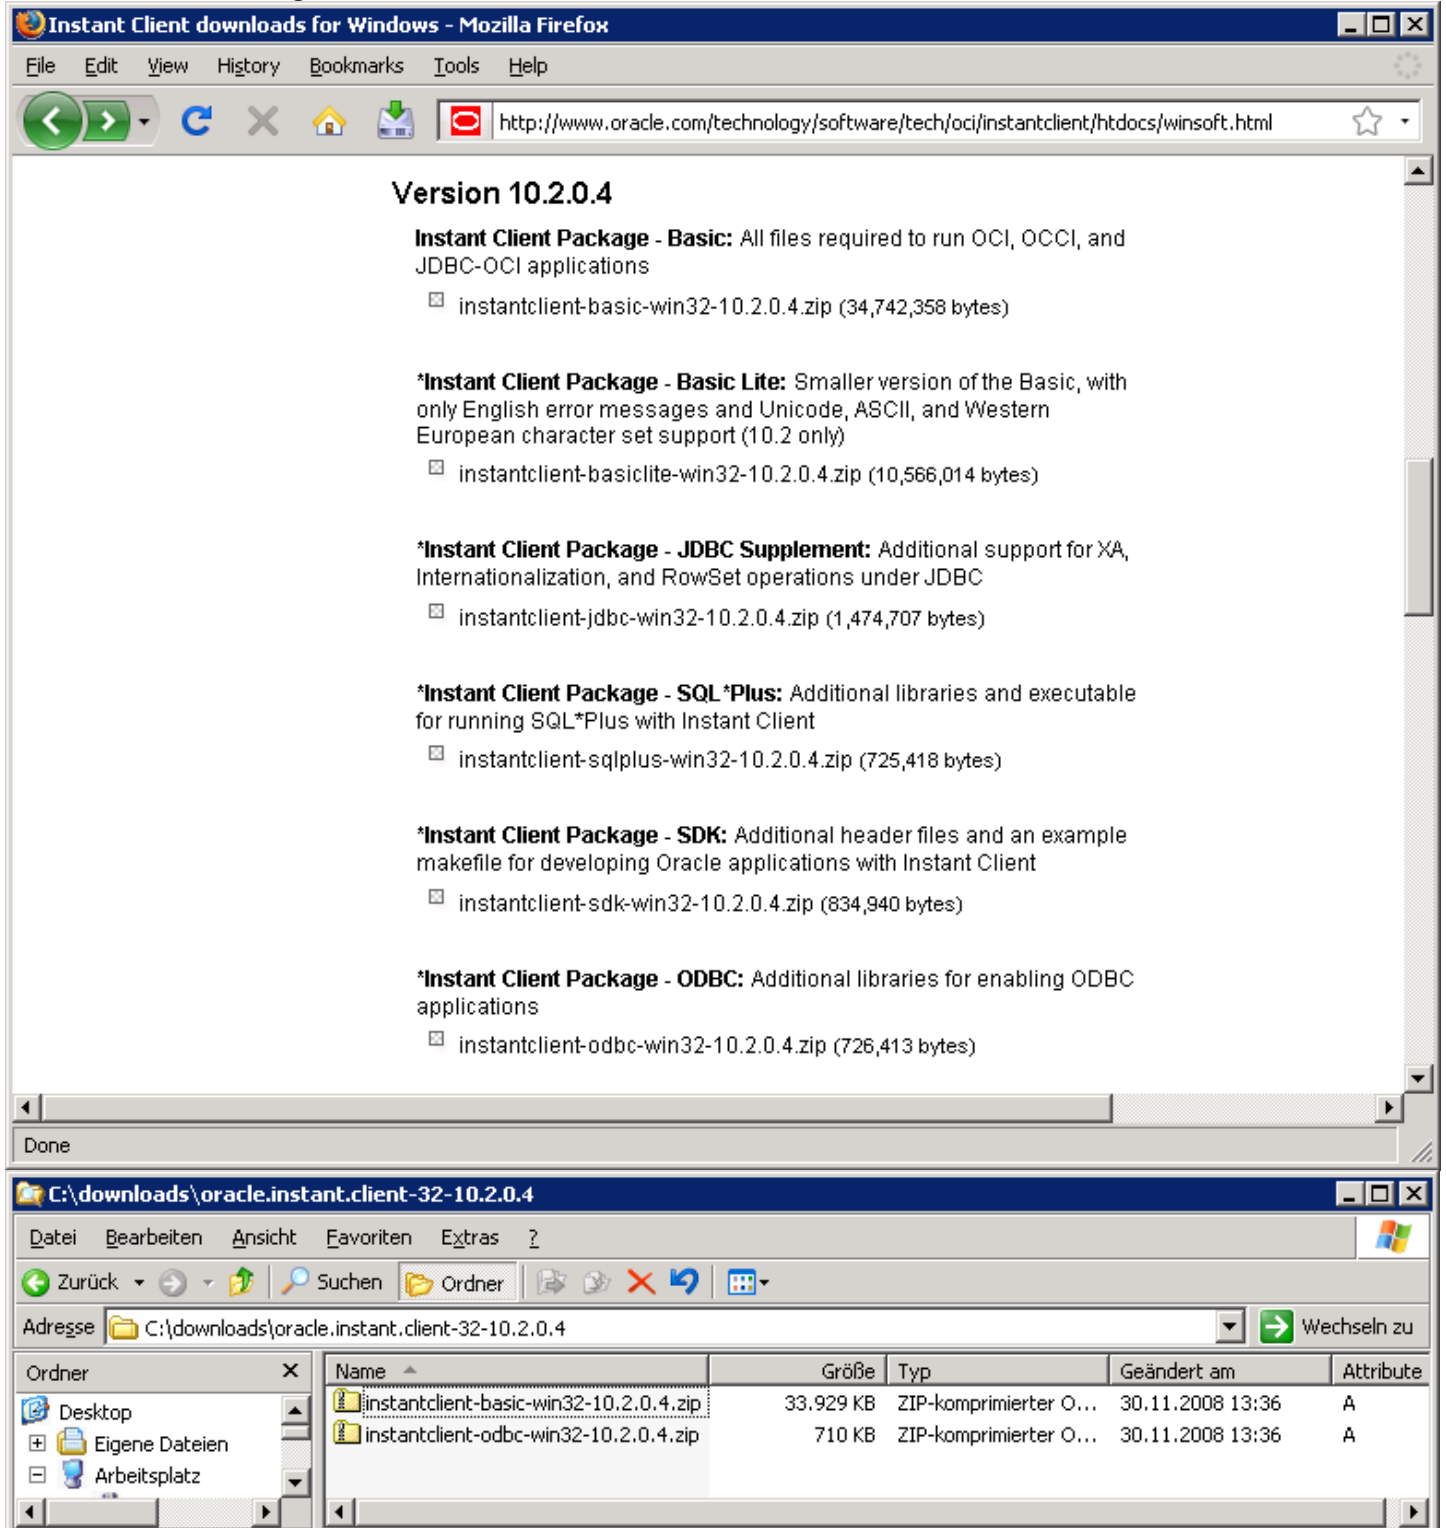 Instant Client downloads for Windows - Mozilla Firefox
File Edit View History Bookmarks Tools Help
http://www.oracle.com/technology/software/tech/oci/instantclient/htdocs/winsoft.html
Version 10.2.0.4
Instant Client Package - Basic: All files required to run OCI, OCCI, and
JDBC-OCI applications
instantclient-basic-win32-10.2.0.4.zip (34,742,358 bytes)
*Instant Client Package - Basic Lite: Smaller version of the Basic, with
only English error messages and Unicode, ASCII, and Western
European character set support (10.2 only)
instantclient-basiclite-win32-10.2.0.4.zip (10,566,014 bytes)
*Instant Client Package - JDBC Supplement: Additional support for XA,
Internationalization, and RowSet operations under JDBC
instantclient-jdbc-win32-10.2.0.4.zip (1,474,707 bytes)
*Instant Client Package - SQL*Plus: Additional libraries and executable
for running SQL*Plus with Instant Client
instantclient-sqlplus-win32-10.2.0.4.zip (725,418 bytes)
*Instant Client Package - SDK: Additional header files and an example
makefile for developing Oracle applications with Instant Client
instantclient-sdk-win32-10.2.0.4.zip (834,940 bytes)
*Instant Client Package - ODBC: Additional libraries for enabling ODBC
applications
instantclient-odbc-win32-10.2.0.4.zip (726,413 bytes)
Done
C:\downloads\oracle.instant.client-32-10.2.0.4
Datei Bearbeiten Ansicht Favoriten Extras ?
Zurück Suchen Ordner
Adresse C:\downloads\oracle.instant.client-32-10.2.0.4 Wechseln zu
Ordner x Name Größe Typ Geändert am Attribute
Desktop instantclient-basic-win32-10.2.0.4.zip 33.929 KB ZIP-komprimierter O... 30.11.2008 13:36 A
Eigene Dateien instantclient-odbc-win32-10.2.0.4.zip 710 KB ZIP-komprimierter O... 30.11.2008 13:36 A
Arbeitsplatz